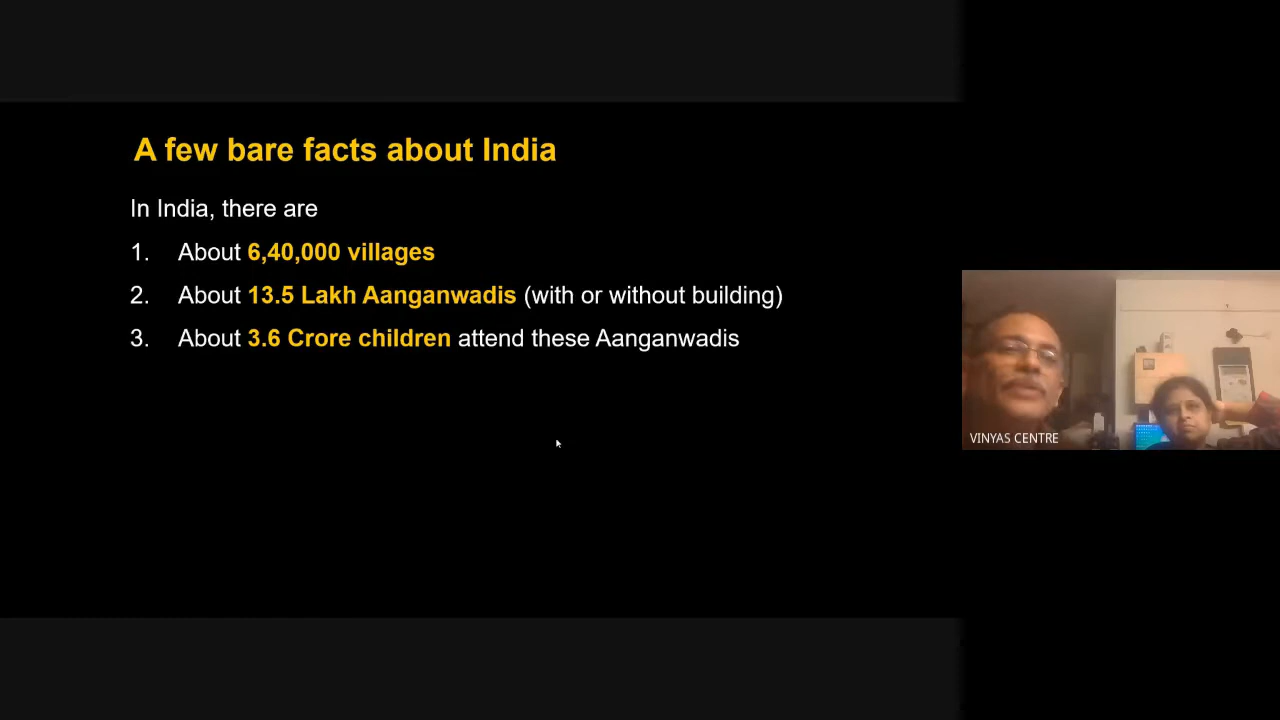 A few bare facts about India
In India, there are
1. About 6,40,000 villages
2. About 13.5 Lakh Aanganwadis (with or without building)
3. About 3.6 Crore children attend these Aanganwadis
VINYAS CENTRE